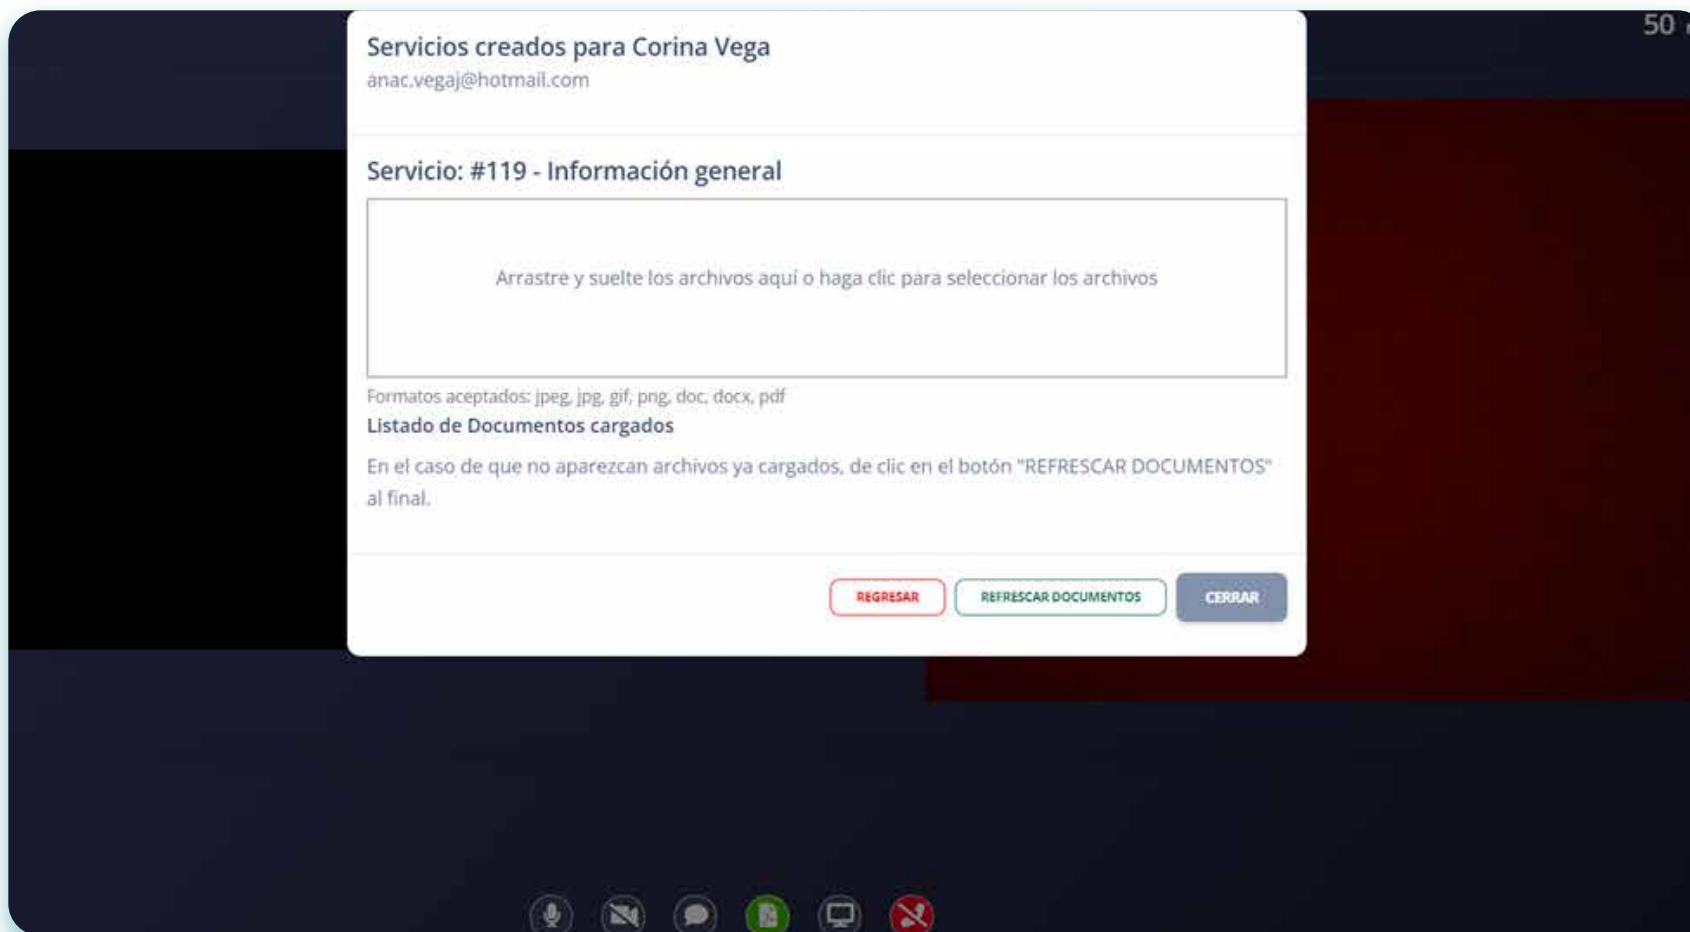 50
Servicios creados para Corina Vega
anac.vegaj@hotmail.com
Servicio: #119 - Información general
Arrastre y suelte los archivos aquí o haga clic para seleccionar los archivos
Formatos aceptados: jpeg, jpg, gif, png, doc, docx, pdf
Listado de Documentos cargados
En el caso de que no aparezcan archivos ya cargados, de clic en el botón "REFRESCAR DOCUMENTOS"
al final.
REGRESAR
REFRESCAR DOCUMENTOS
CERRAR